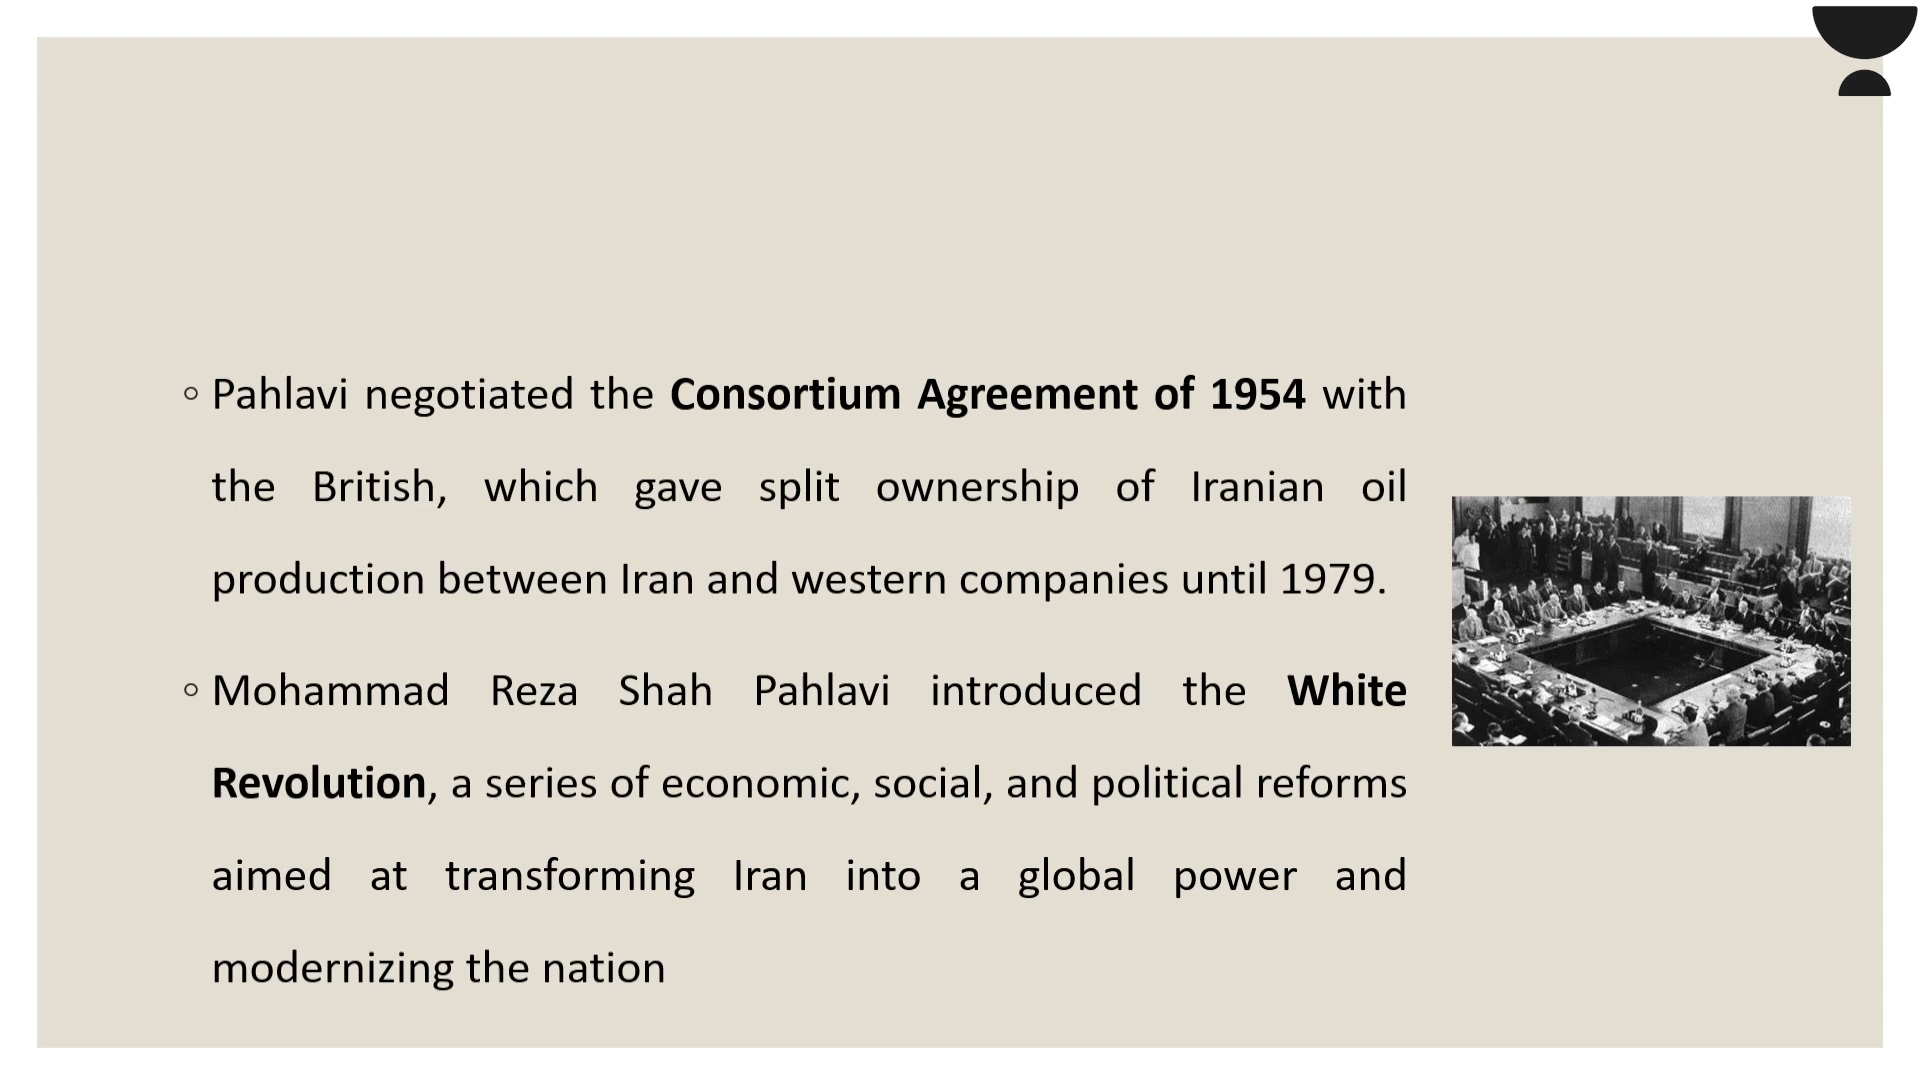 ◦ Pahlavi negotiated the Consortium Agreement of 1954 with
the British, which gave split ownership of Iranian oil
production between Iran and western companies until 1979.
◦ Mohammad Reza Shah Pahlavi introduced the White
Revolution, a series of economic, social, and political reforms
aimed at transforming Iran into a global power and
modernizing the nation